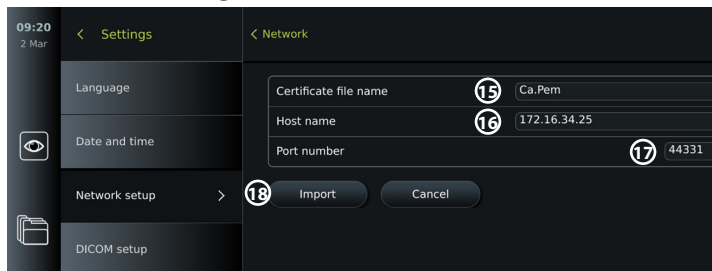 09:20
2 Mar
Settings
Network
Language
Date and time
Network setup
DICOM setup
Certificate file name
15
Ca.Pem
Host name
16
172.16.34.25
Port number
17
44331
18
Import
Cancel